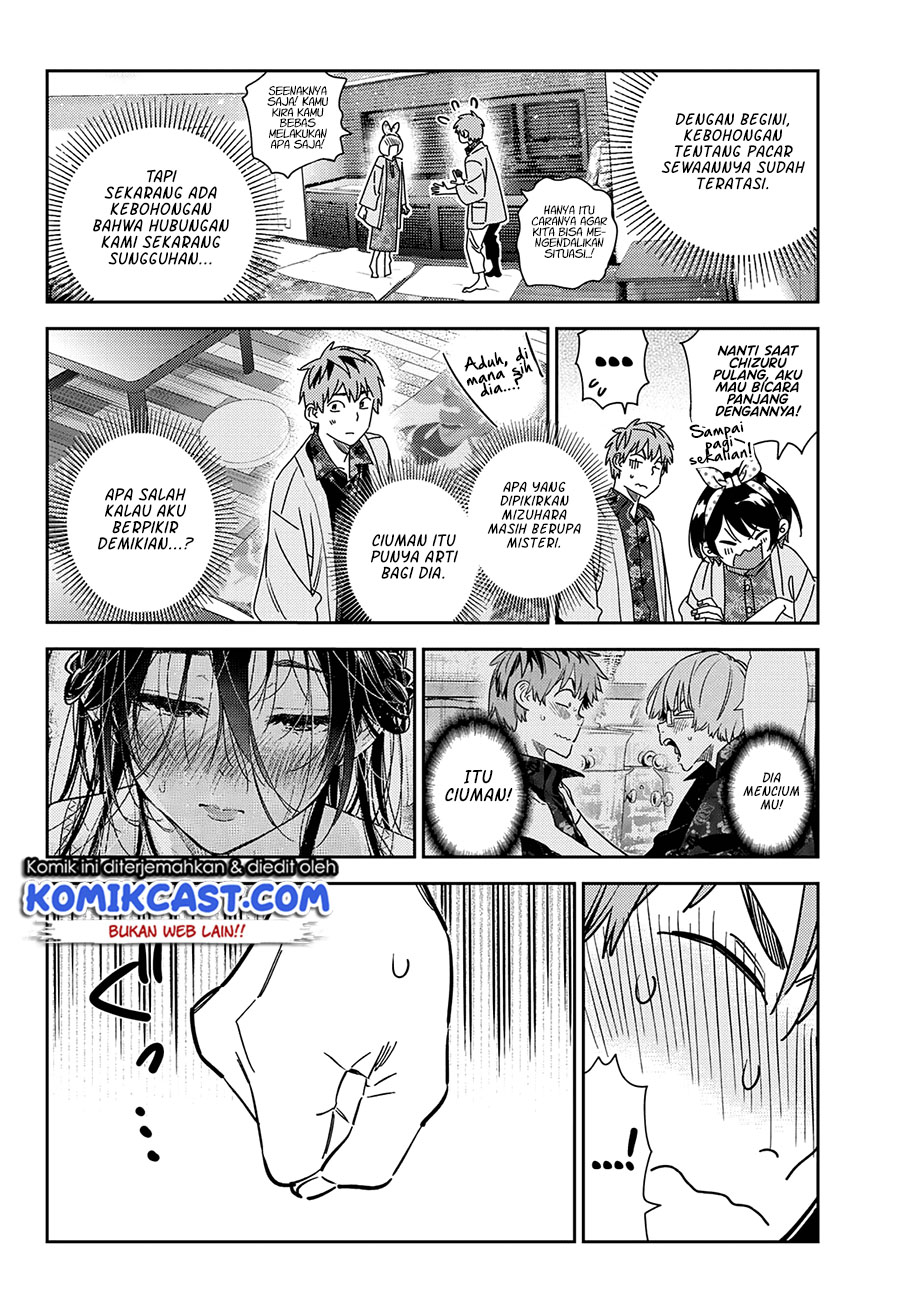 DENGAN BEGINI,
KEBOHONGAN
TENTANG PACAR
SEWAANNYA SUDAH
TERATASI.
SEENAKNYA
SAJA! KAMU
KIRA KAMU
BEBAS
MELAKUKAN
APA SAJA!
HANYA ITU
CARANYA AGAR
KITA BISA ME-
NGENDALIKAN
SITUASI..!
TAPI
SEKARANG ADA
KEBOHONGAN
BAHWA HUBUNGAN
KAMI SEKARANG
SUNGGUHAN...
NANTI SAAT
CHIZURU
PULANG, AKU
MAU BICARA
PANJANG
DENGANNYA!
Sampai
pagi
sekalian!
...
APA YANG
DIPIKIRKAN
MIZUHARA
MASIH BERUPA
MISTERI.
Aduh, di
mana sih
dia...?
CIUMAN ITU
PUNYA ARTI
BAGI DIA.
APA SALAH
KALAU AKU
BERPIKIR
DEMIKIAN...?
DIA
MENCIUM
MU!
ITU
CIUMAN!
Komik ini diterjemahkan & diedit oleh
KOMIKCAST.COM
BUKAN WEB LAIN!!
....!